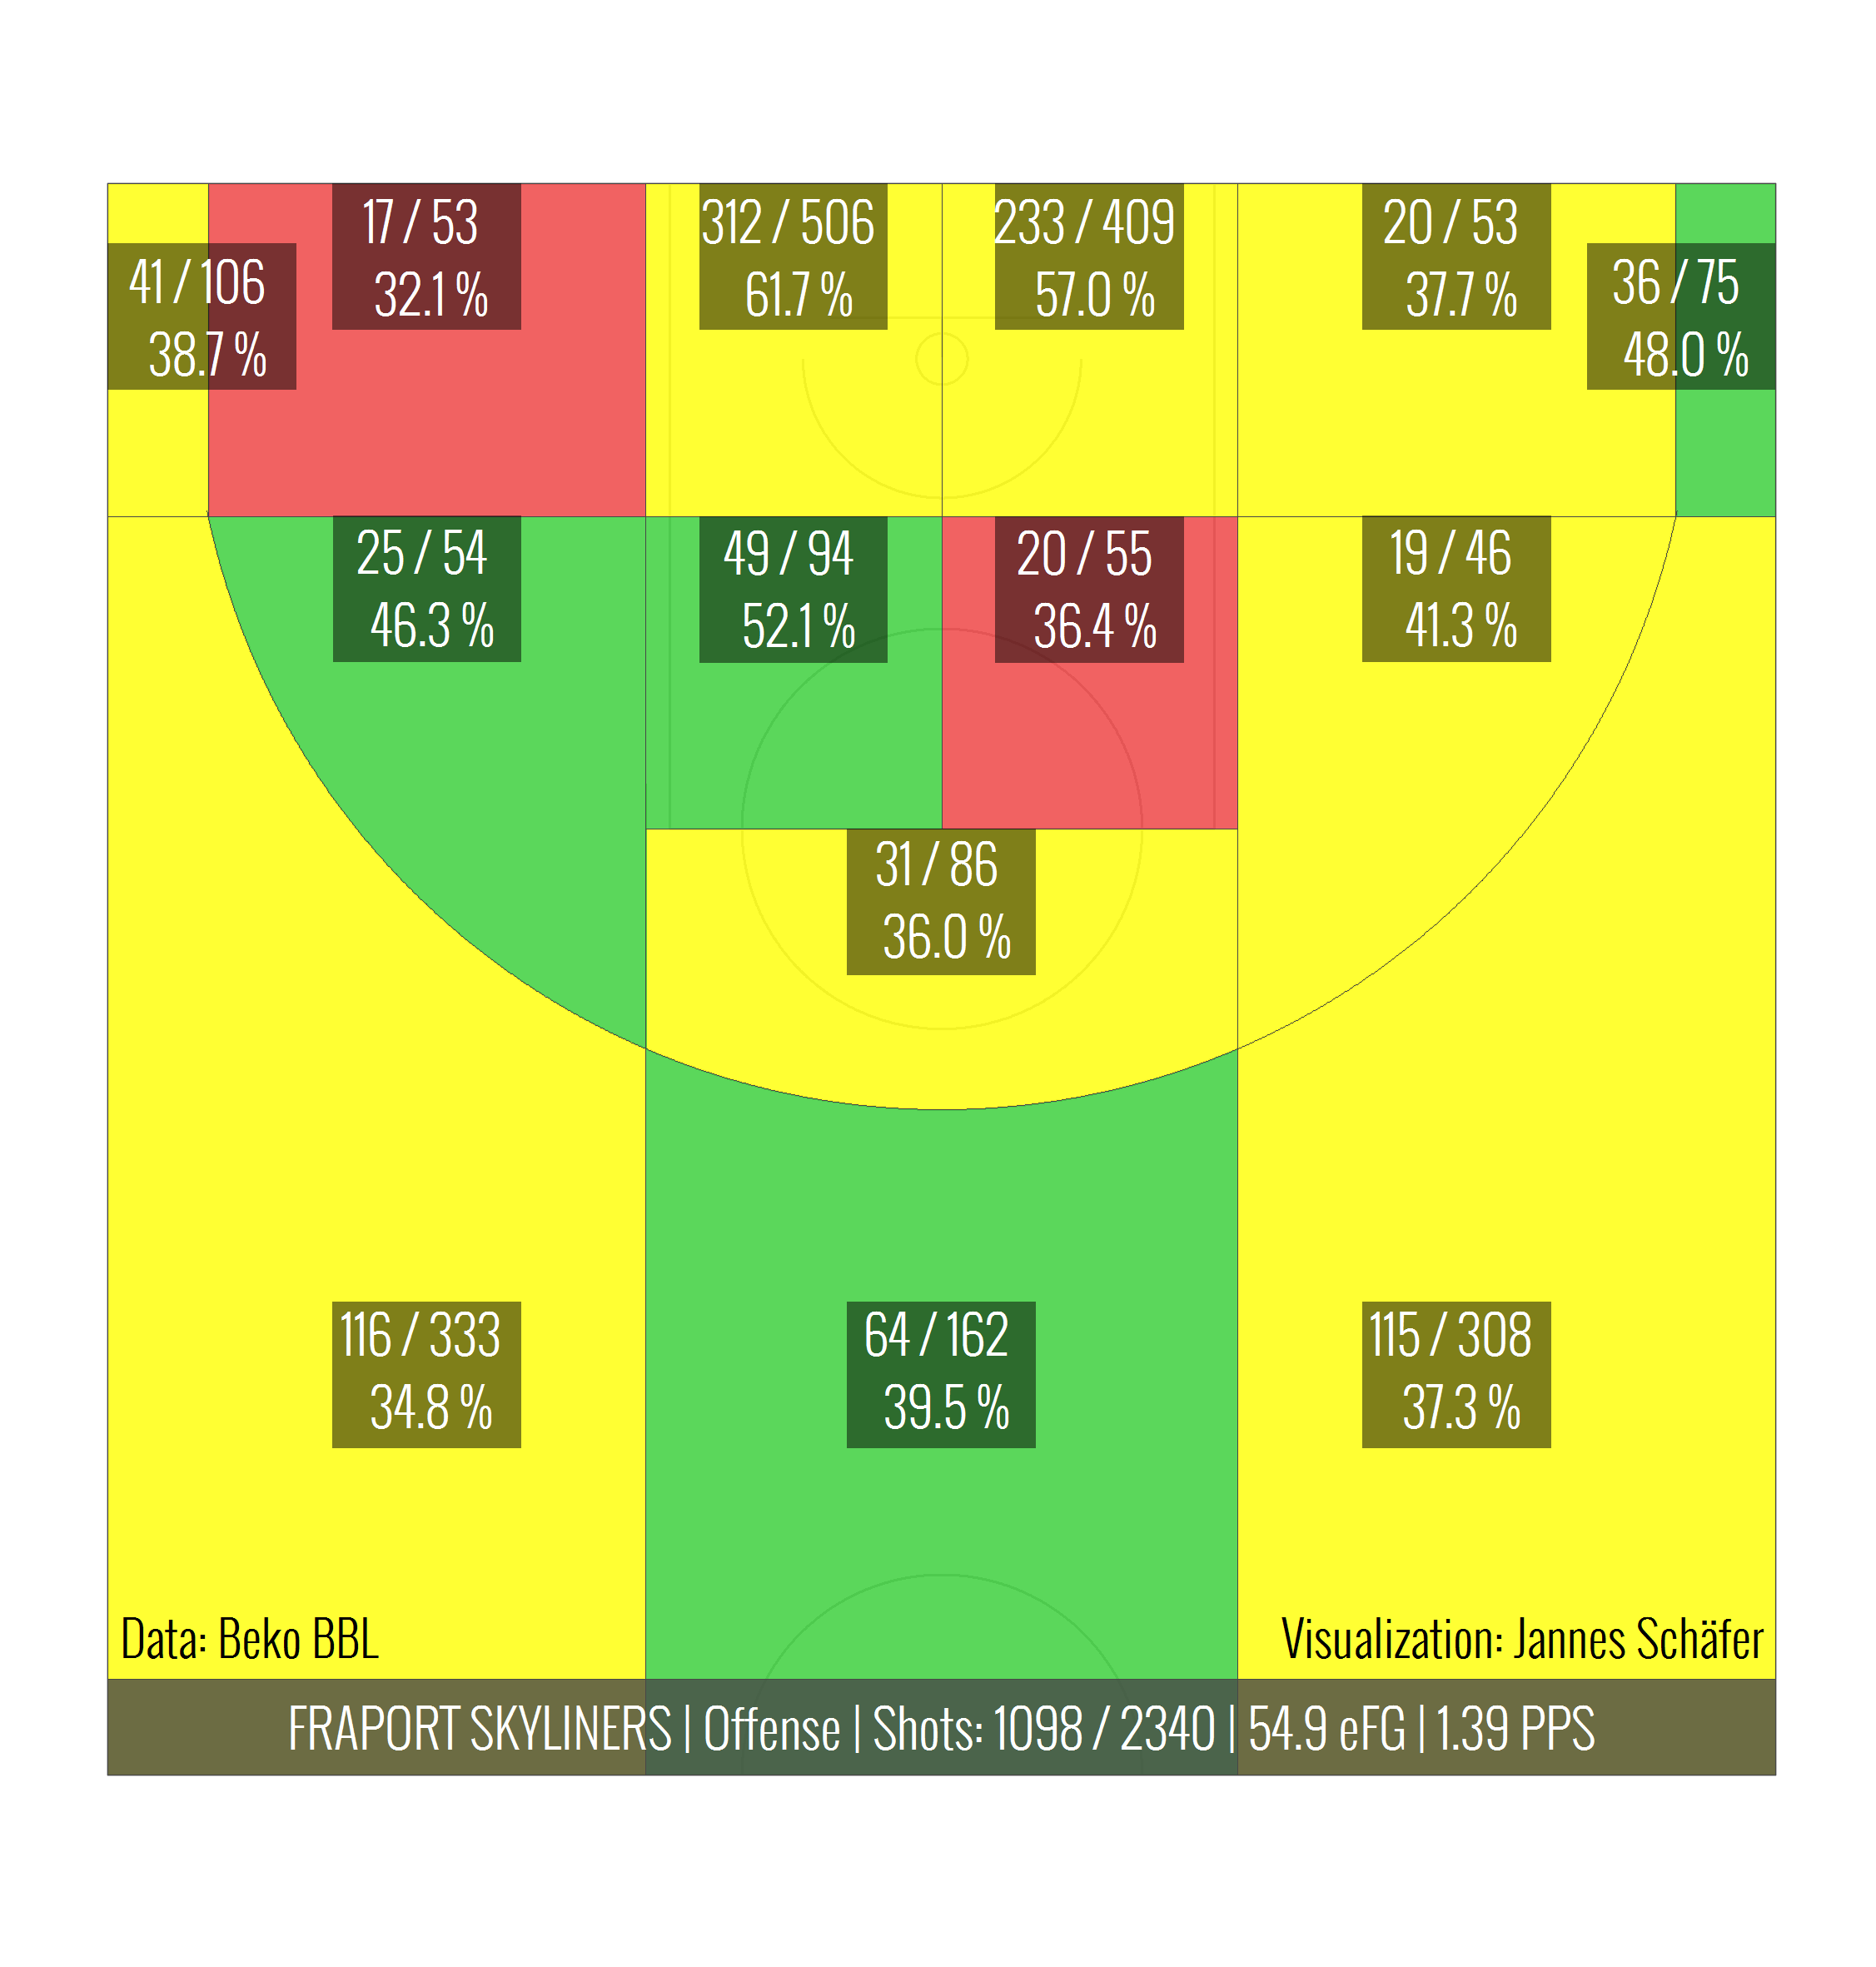 17 / 53
32.1 %
312 / 506
61.7 %
233 / 409
57.0 %
20 / 53
37.7 %
41 / 106
38.7 %
36 / 75
48.0 %
25 / 54
46.3 %
49 / 94
52.1 %
20 / 55
36.4 %
19 / 46
41.3 %
31 / 86
36.0 %
116 / 333
34.8 %
64 / 162
39.5 %
115 / 308
37.3 %
Data: Beko BBL
Visualization: Jannes Schäfer
FRAPORT SKYLINERS | Offense | Shots: 1098 / 2340 | 54.9 eFG | 1.39 PPS